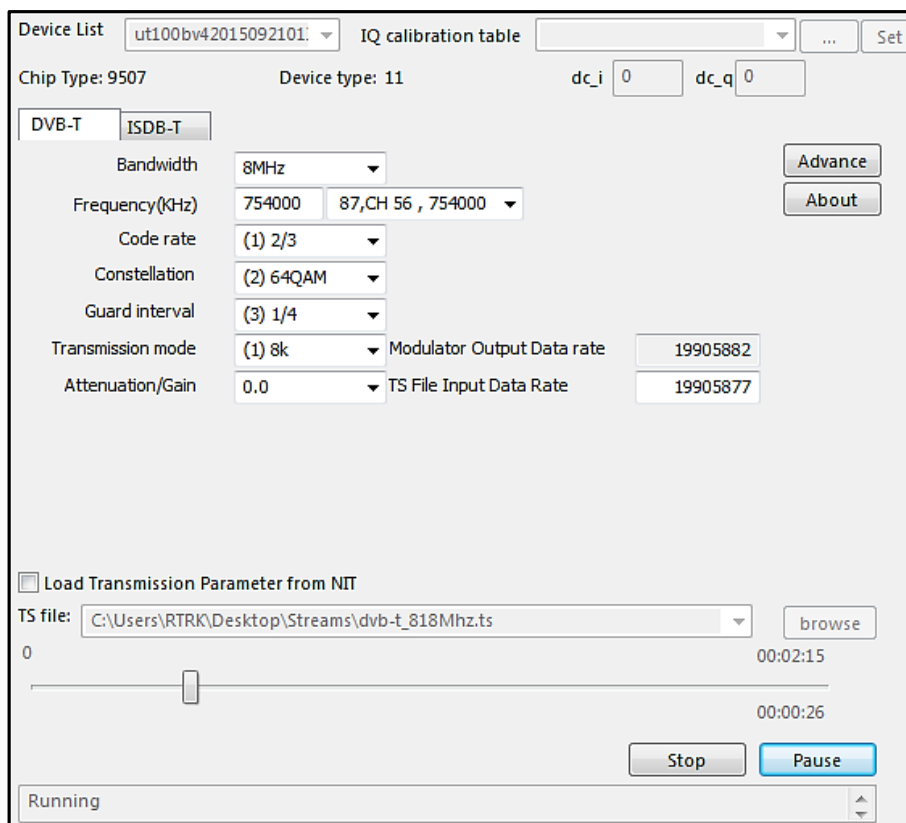 Device List ut100bv42015092101 IQ calibration table ... Set
Chip Type: 9507 Device type: 11 dc_i 0 dc_q 0
DVB-T ISDB-T
Bandwidth 8MHz Advance
Frequency(KHz) 754000 87,CH 56 , 754000 About
Code rate (1) 2/3
Constellation (2) 64QAM
Guard interval (3) 1/4
Transmission mode (1) 8k Modulator Output Data rate 19905882
Attenuation/Gain 0.0 TS File Input Data Rate 19905877
Load Transmission Parameter from NIT
TS file: C:\Users\RTRK\Desktop\Streams\dvb-t_818Mhz.ts browse
0 00:02:15
00:00:26
Stop Pause
Running